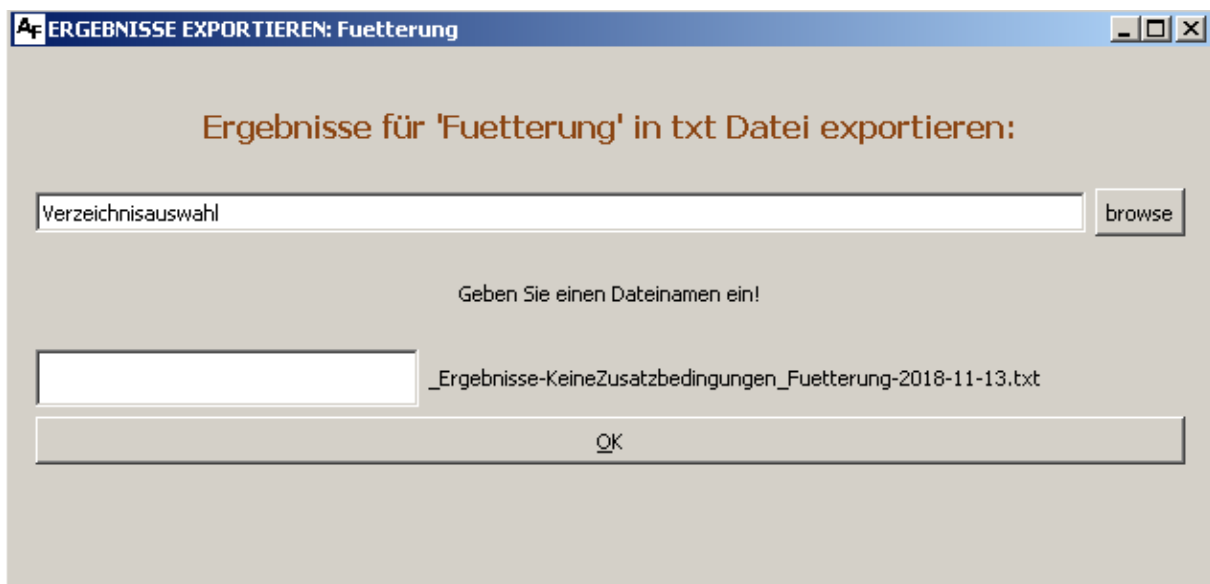 AF ERGEBNISSE EXPORTIEREN: Fuetterung
Ergebnisse für 'Fuetterung' in txt Datei exportieren:
Verzeichnisauswahl browse
Geben Sie einen Dateinamen ein!
_Ergebnisse-KeineZusatzbedingungen_Fuetterung-2018-11-13.txt
OK